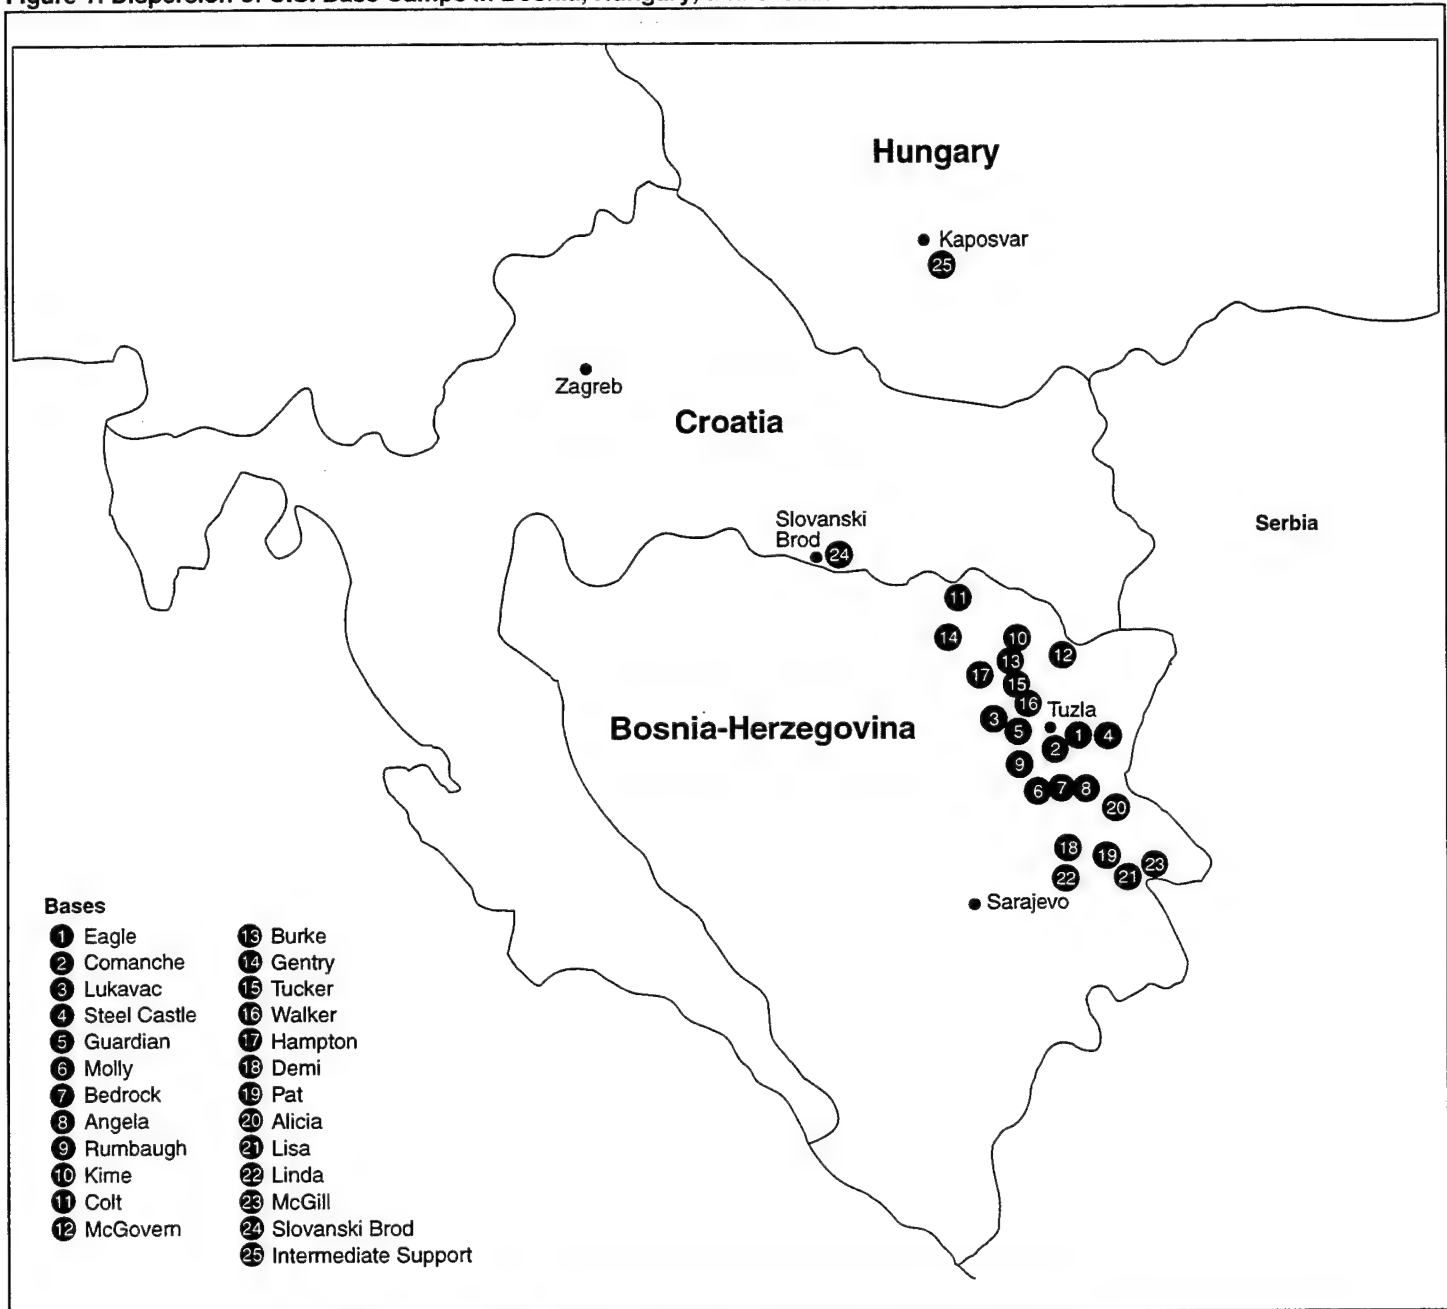 Hungary
Kaposvar
25
Zagreb
Croatia
Slovanski
Brod
24
Serbia
11
14
10
12
13
17
15
16
Tuzla
3
5
1
4
2
Bosnia-Herzegovina
9
6
7
8
20
18
19
23
22
21
Sarajevo
Bases
1 Eagle
2 Comanche
3 Lukavac
4 Steel Castle
5 Guardian
6 Molly
7 Bedrock
8 Angela
9 Rumbaugh
10 Kime
11 Colt
12 McGovern
13 Burke
14 Gentry
15 Tucker
16 Walker
17 Hampton
18 Demi
19 Pat
20 Alicia
21 Lisa
22 Linda
23 McGill
24 Slovanski Brod
25 Intermediate Support